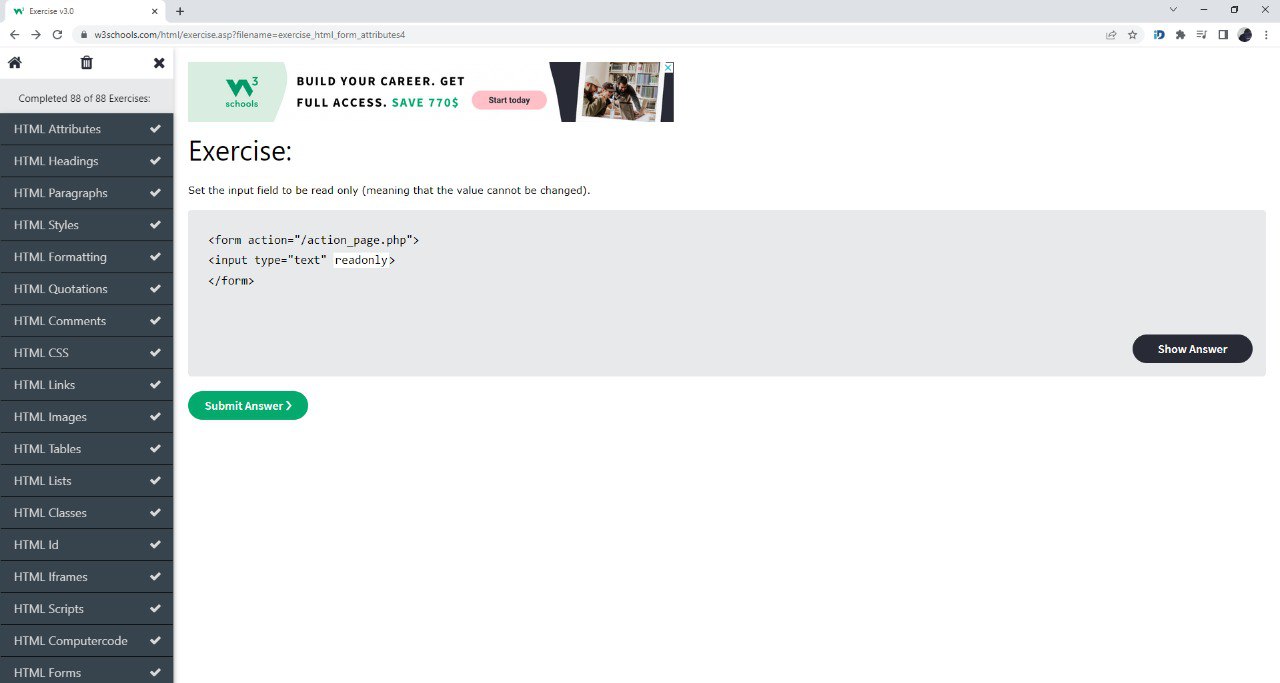 Exercise v3.0
w3schools.com/html/exercise.asp?filename=exercise_html_form_attributes4
Completed 88 of 88 Exercises:
HTML Attributes
HTML Headings
HTML Paragraphs
HTML Styles
HTML Formatting
HTML Quotations
HTML Comments
HTML CSS
HTML Links
HTML Images
HTML Tables
HTML Lists
HTML Classes
HTML Id
HTML Iframes
HTML Scripts
HTML Computercode
HTML Forms
W3
schools
BUILD YOUR CAREER. GET
FULL ACCESS. SAVE 770$
Start today
Exercise:
Set the input field to be read only (meaning that the value cannot be changed).
<form action="/action_page.php">
<input type="text" readonly>
</form>
Show Answer
Submit Answer ❯